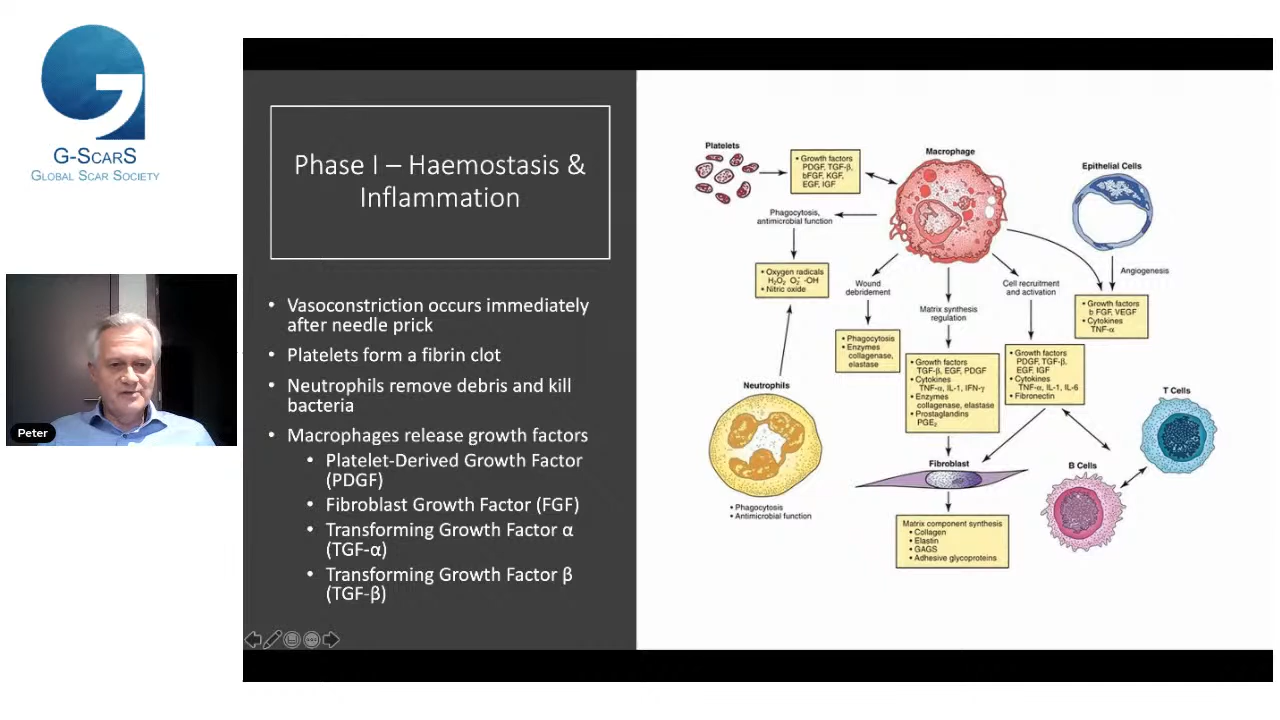 G-SCARS
GLOBAL SCAR SOCIETY
Peter
Phase I – Haemostasis &
Inflammation
• Vasoconstriction occurs immediately
after needle prick
• Platelets form a fibrin clot
• Neutrophils remove debris and kill
bacteria
• Macrophages release growth factors
• Platelet-Derived Growth Factor
(PDGF)
• Fibroblast Growth Factor (FGF)
• Transforming Growth Factor α
(TGF-α)
• Transforming Growth Factor β
(TGF-β)
Platelets
• Growth factors
PDGF, TGF-β,
bFGF, KGF,
EGF, IGF
Macrophage
Epithelial Cells
Phagocytosis,
antimicrobial function
• Oxygen radicals
H₂O₂ O₂⁻ ·OH
• Nitric oxide
Wound
debridement
Matrix synthesis
regulation
Cell recruitment
and activation
Angiogenesis
• Growth factors
b FGF, VEGF
• Cytokines
TNF-α
• Phagocytosis
• Enzymes
collagenase,
elastase
• Growth factors
TGF-β, EGF, PDGF
• Cytokines
TNF-α, IL-1, IFN-γ
• Enzymes
collagenase, elastase
• Prostaglandins
PGE₂
• Growth factors
PDGF, TGF-β,
EGF, IGF
• Cytokines
TNF-α, IL-1, IL-6
• Fibronectin
Neutrophils
• Phagocytosis
• Antimicrobial function
T Cells
B Cells
Fibroblast
Matrix component synthesis
• Collagen
• Elastin
• GAGS
• Adhesive glycoproteins